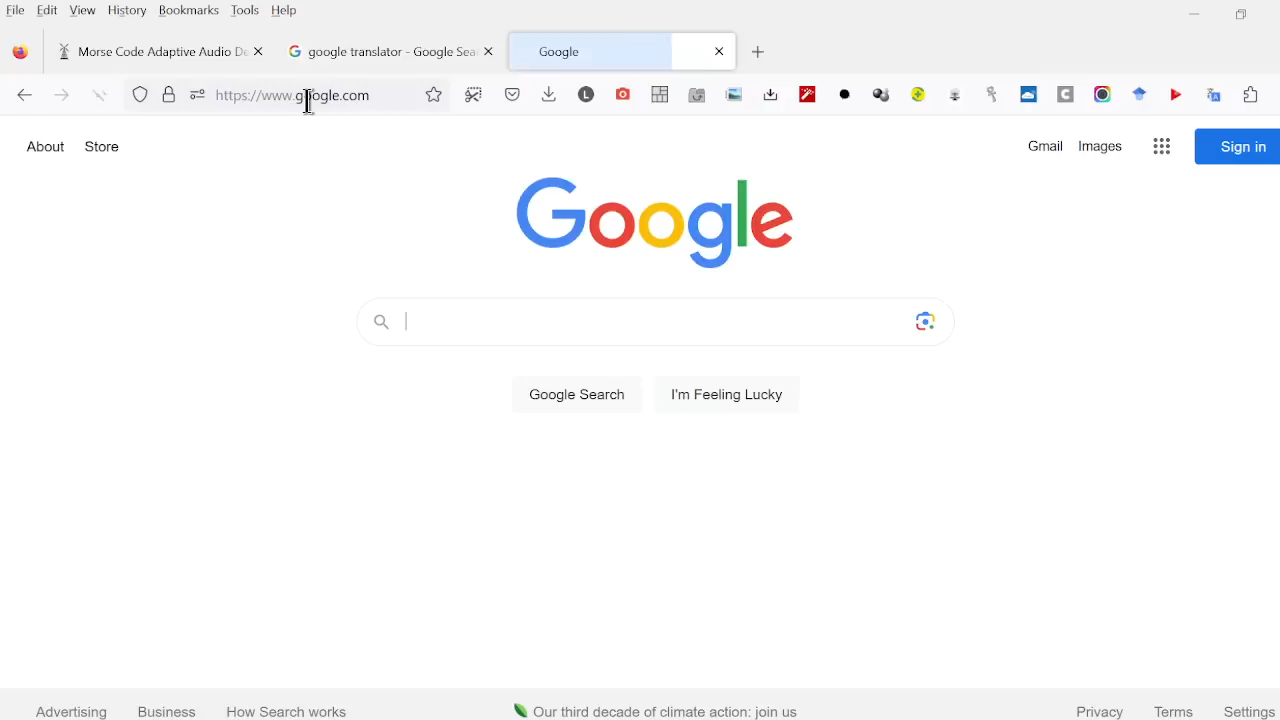 File Edit View History Bookmarks Tools Help
Morse Code Adaptive Audio De google translator - Google Sea Google
https://www.google.com
About Store Gmail Images Sign in
Google
Google Search I'm Feeling Lucky
Advertising Business How Search works Our third decade of climate action: join us Privacy Terms Settings